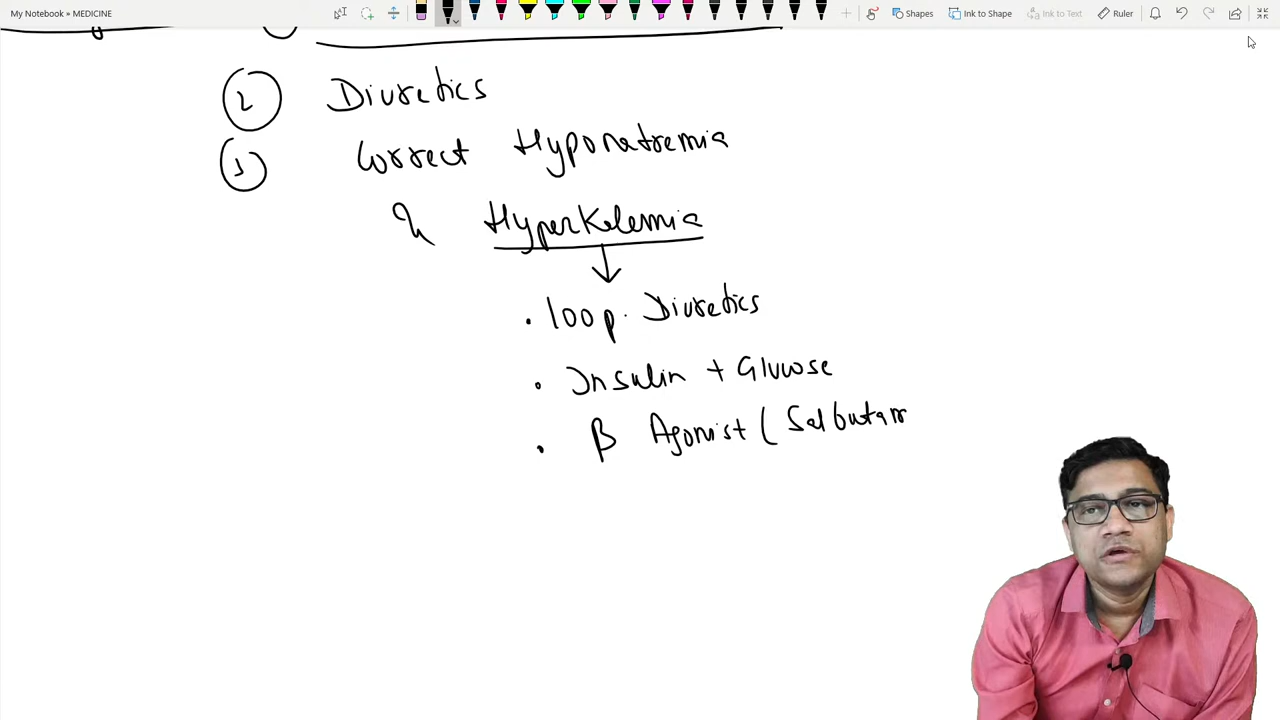 My Notebook » MEDICINE
Shapes Ink to Shape Ink to Text Ruler
2 Diuretics
3 Correct Hyponatremia
& HyperKalemia
• loop. Diuretics
• Insulin + Glucose
• β Agonist ( Salbutam